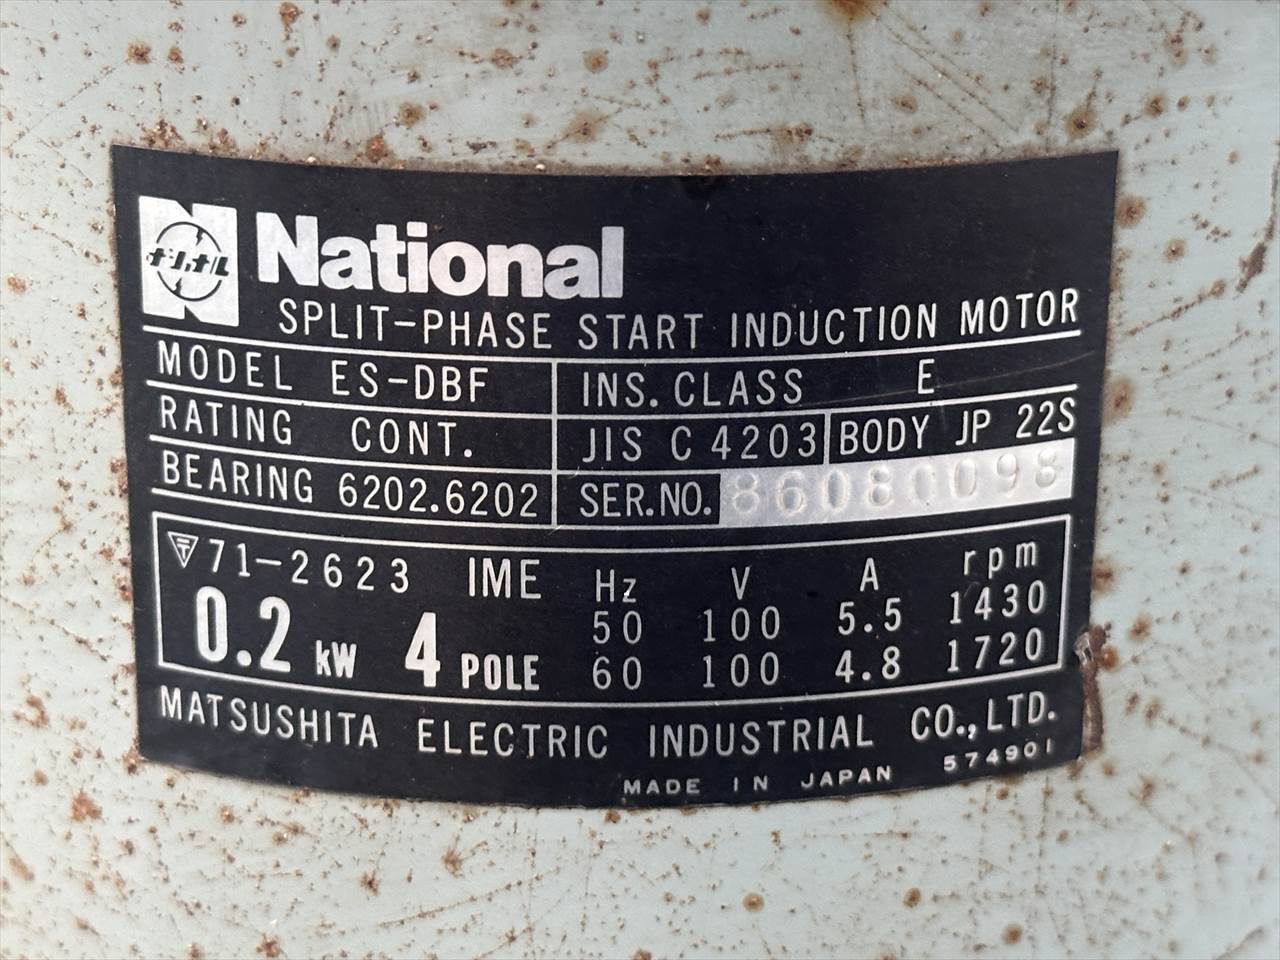 ナショナル
National
SPLIT-PHASE START INDUCTION MOTOR
MODEL ES-DBF INS. CLASS E
RATING CONT. JIS C 4203 BODY JP 22S
BEARING 6202.6202 SER.NO. 86080098
〒71-2623 IME Hz V A rpm
0.2 kW 4 POLE 50 100 5.5 1430
60 100 4.8 1720
MATSUSHITA ELECTRIC INDUSTRIAL CO., LTD.
MADE IN JAPAN 574901